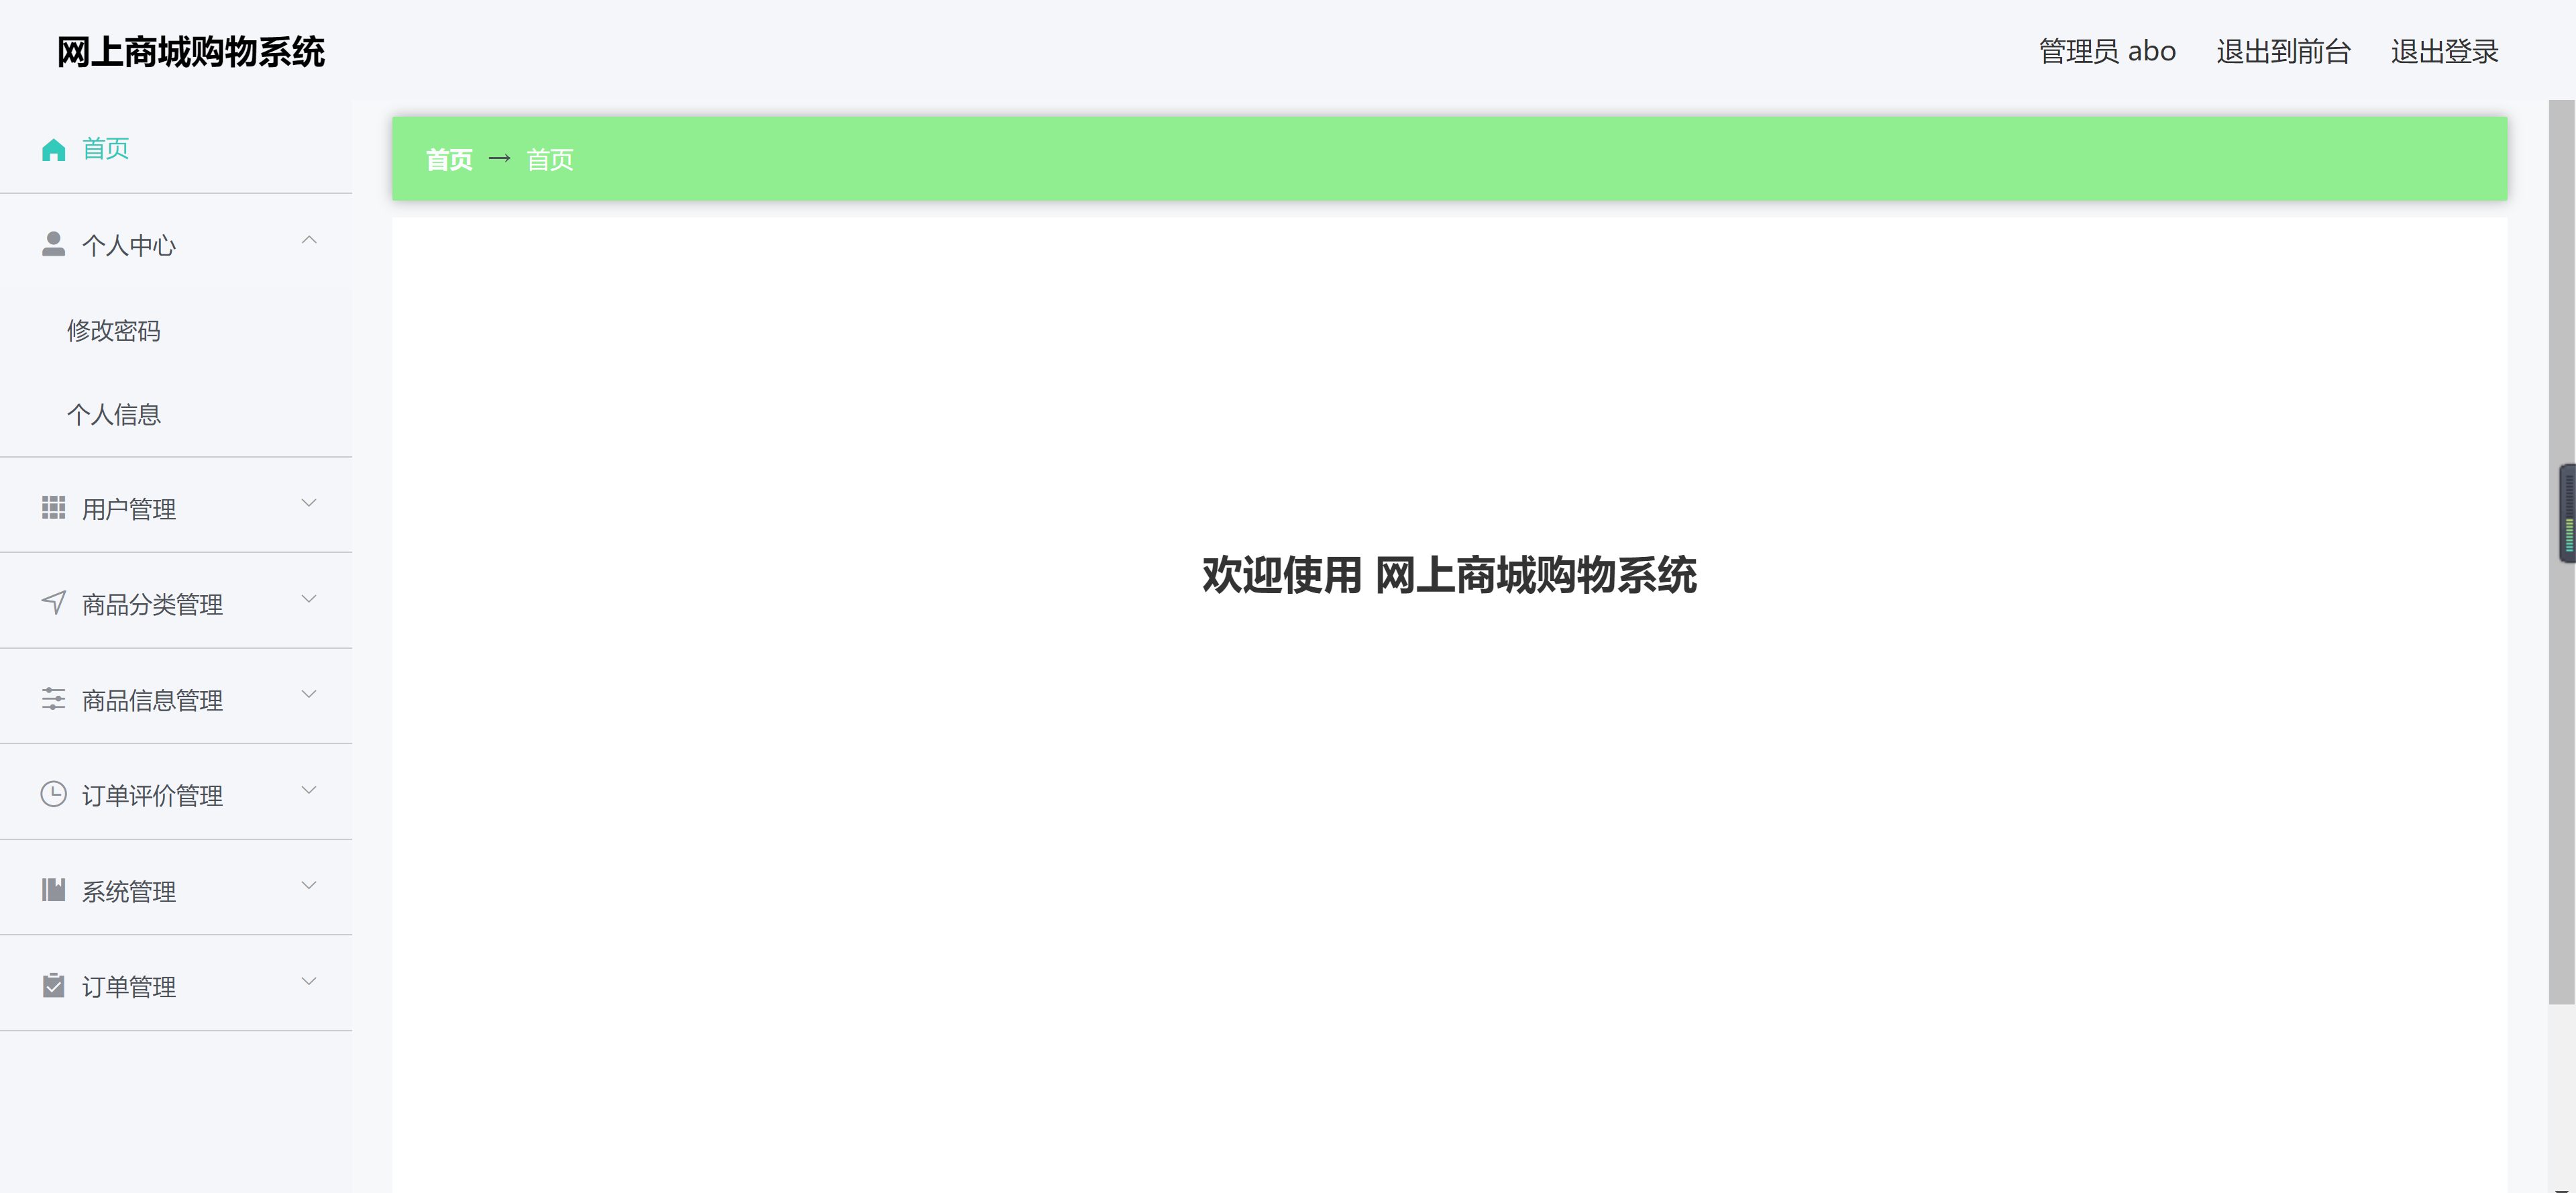 网上商城购物系统
管理员 abo 退出到前台 退出登录
首页
首页 → 首页
个人中心
修改密码
个人信息
用户管理
商品分类管理
商品信息管理
订单评价管理
系统管理
订单管理
欢迎使用 网上商城购物系统